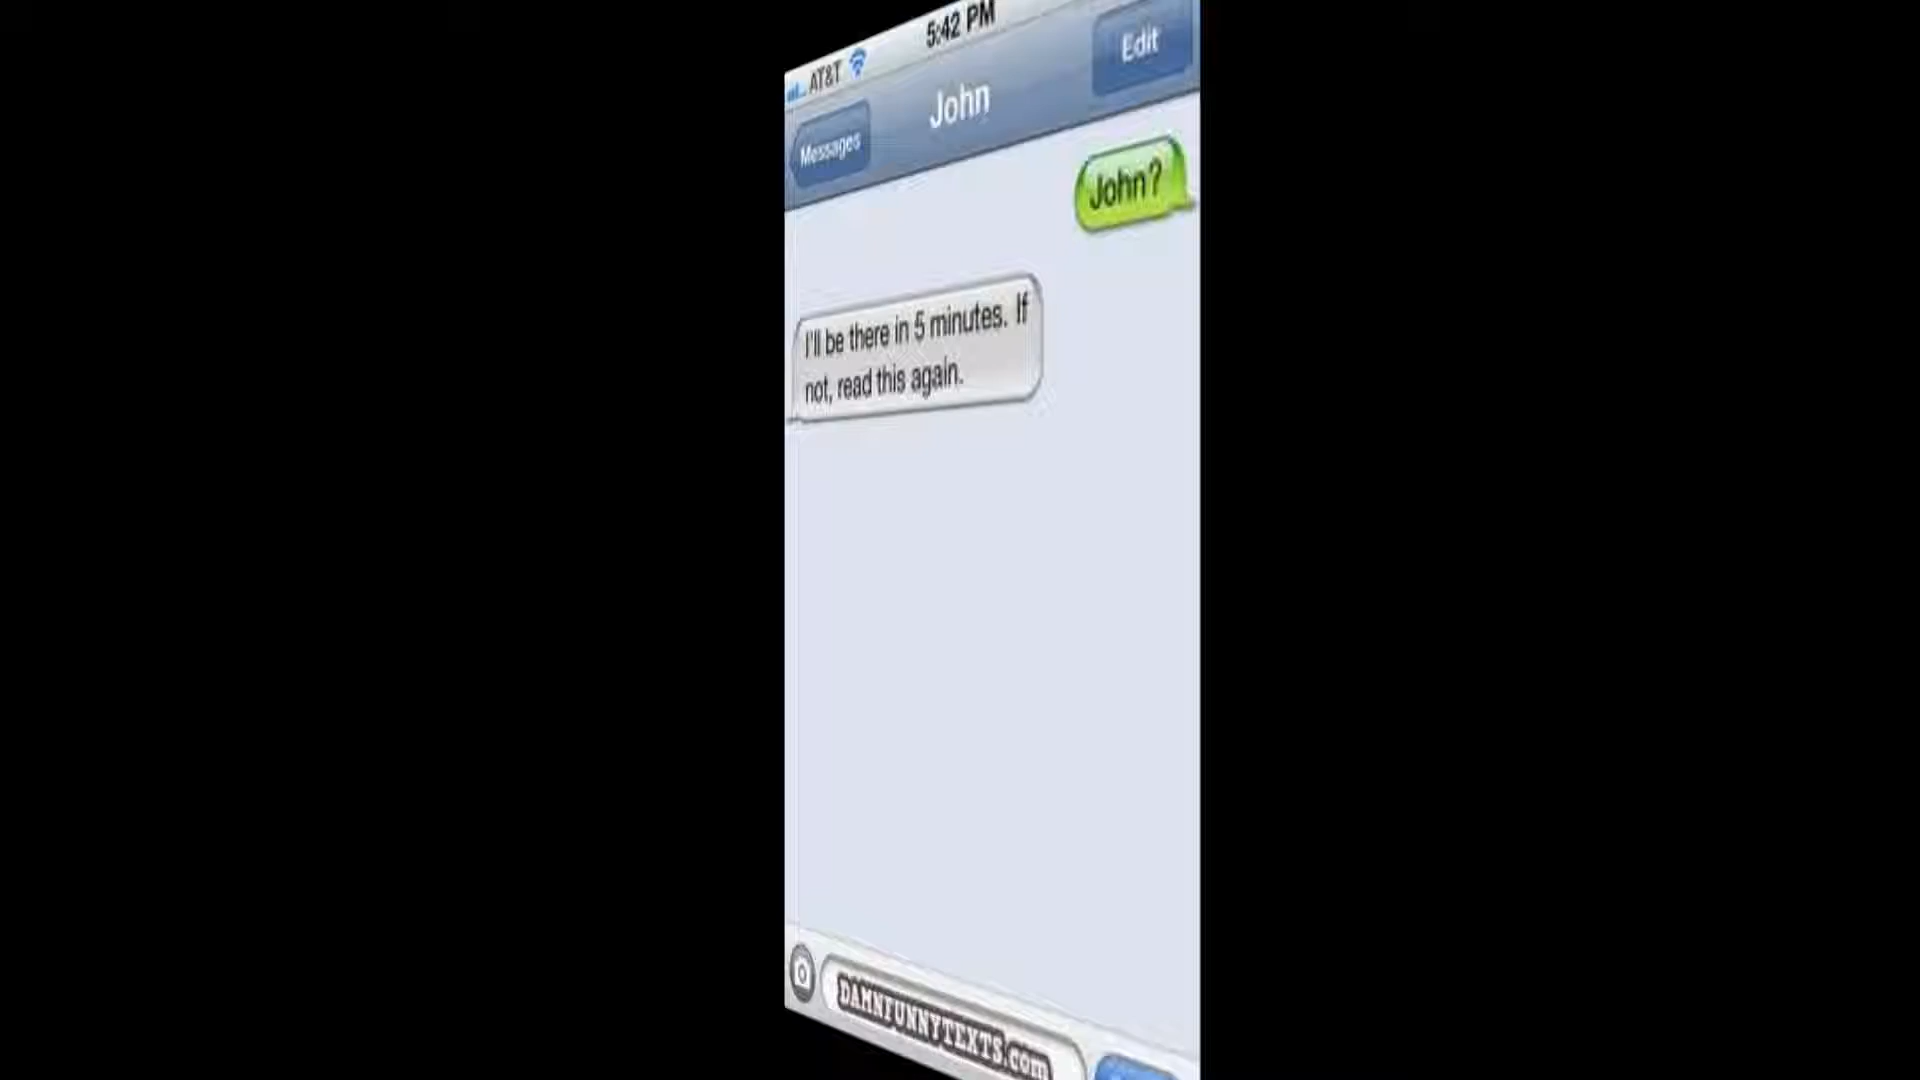 5:42 PM
AT&T
Edit
John
Messages
John?
I'll be there in 5 minutes. If
not, read this again.
DAMNFUNNYTEXTS.com